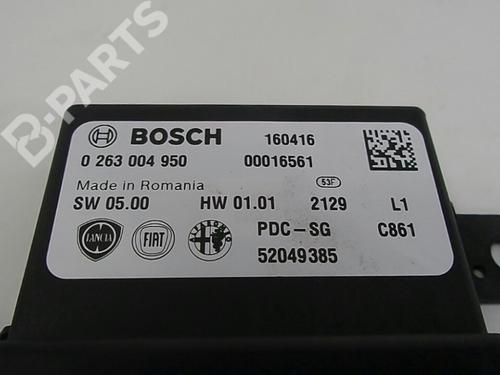 B-PARTS
BOSCH 160416
0 263 004 950 00016561
Made in Romania 53F
SW 05.00 HW 01.01 2129 L1
LANCIA FIAT PDC-SG C861
52049385